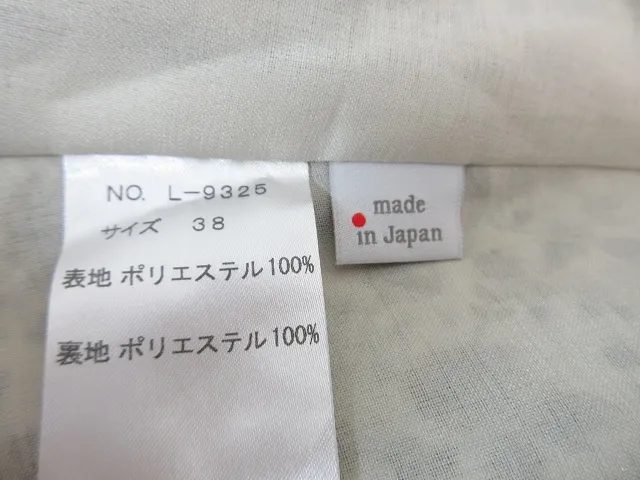 NO. L-9325
サイズ 38
表地 ポリエステル100%
裏地 ポリエステル100%
made
in Japan